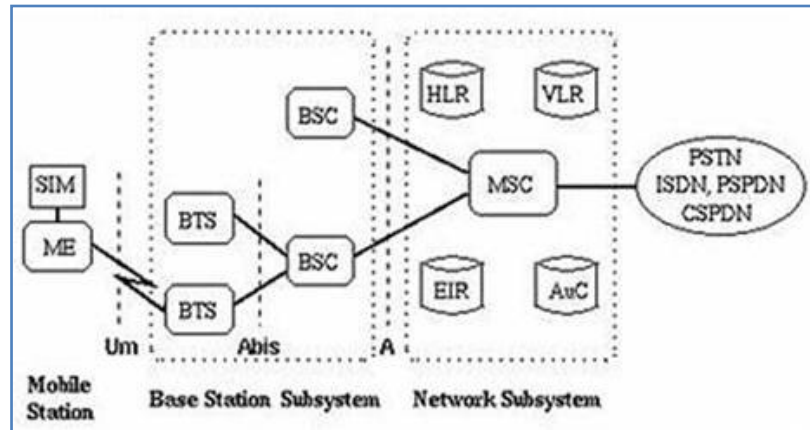 HLR
VLR
BSC
SIM
ME
BTS
BTS
BSC
MSC
PSTN
ISDN, PSPDN
CSPDN
EIR
AuC
Um
Abis
A
Mobile
Station
Base Station Subsystem
Network Subsystem